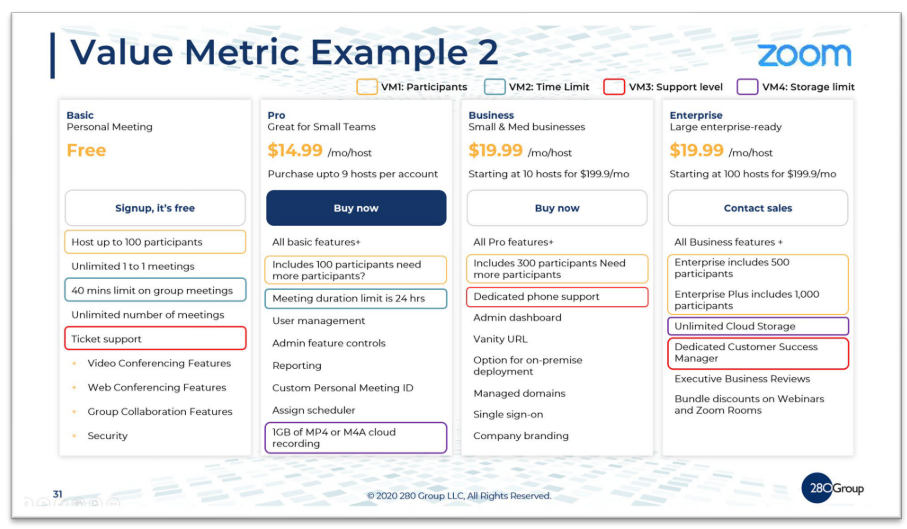 Value Metric Example 2
zoom
VM1: Participants
VM2: Time Limit
VM3: Support level
VM4: Storage limit
Basic
Personal Meeting
Free
Signup, it's free
Host up to 100 participants
Unlimited 1 to 1 meetings
40 mins limit on group meetings
Unlimited number of meetings
Ticket support
Video Conferencing Features
Web Conferencing Features
Group Collaboration Features
Security
Pro
Great for Small Teams
$14.99 /mo/host
Purchase upto 9 hosts per account
Buy now
All basic features+
Includes 100 participants need
more participants?
Meeting duration limit is 24 hrs
User management
Admin feature controls
Reporting
Custom Personal Meeting ID
Assign scheduler
1GB of MP4 or M4A cloud
recording
Business
Small & Med businesses
$19.99 /mo/host
Starting at 10 hosts for $199.9/mo
Buy now
All Pro features+
Includes 300 participants Need
more participants
Dedicated phone support
Admin dashboard
Vanity URL
Option for on-premise
deployment
Managed domains
Single sign-on
Company branding
Enterprise
Large enterprise-ready
$19.99 /mo/host
Starting at 100 hosts for $199.9/mo
Contact sales
All Business features +
Enterprise includes 500
participants
Enterprise Plus includes 1,000
participants
Unlimited Cloud Storage
Dedicated Customer Success
Manager
Executive Business Reviews
Bundle discounts on Webinars
and Zoom Rooms
31
© 2020 280 Group LLC, All Rights Reserved.
280Group